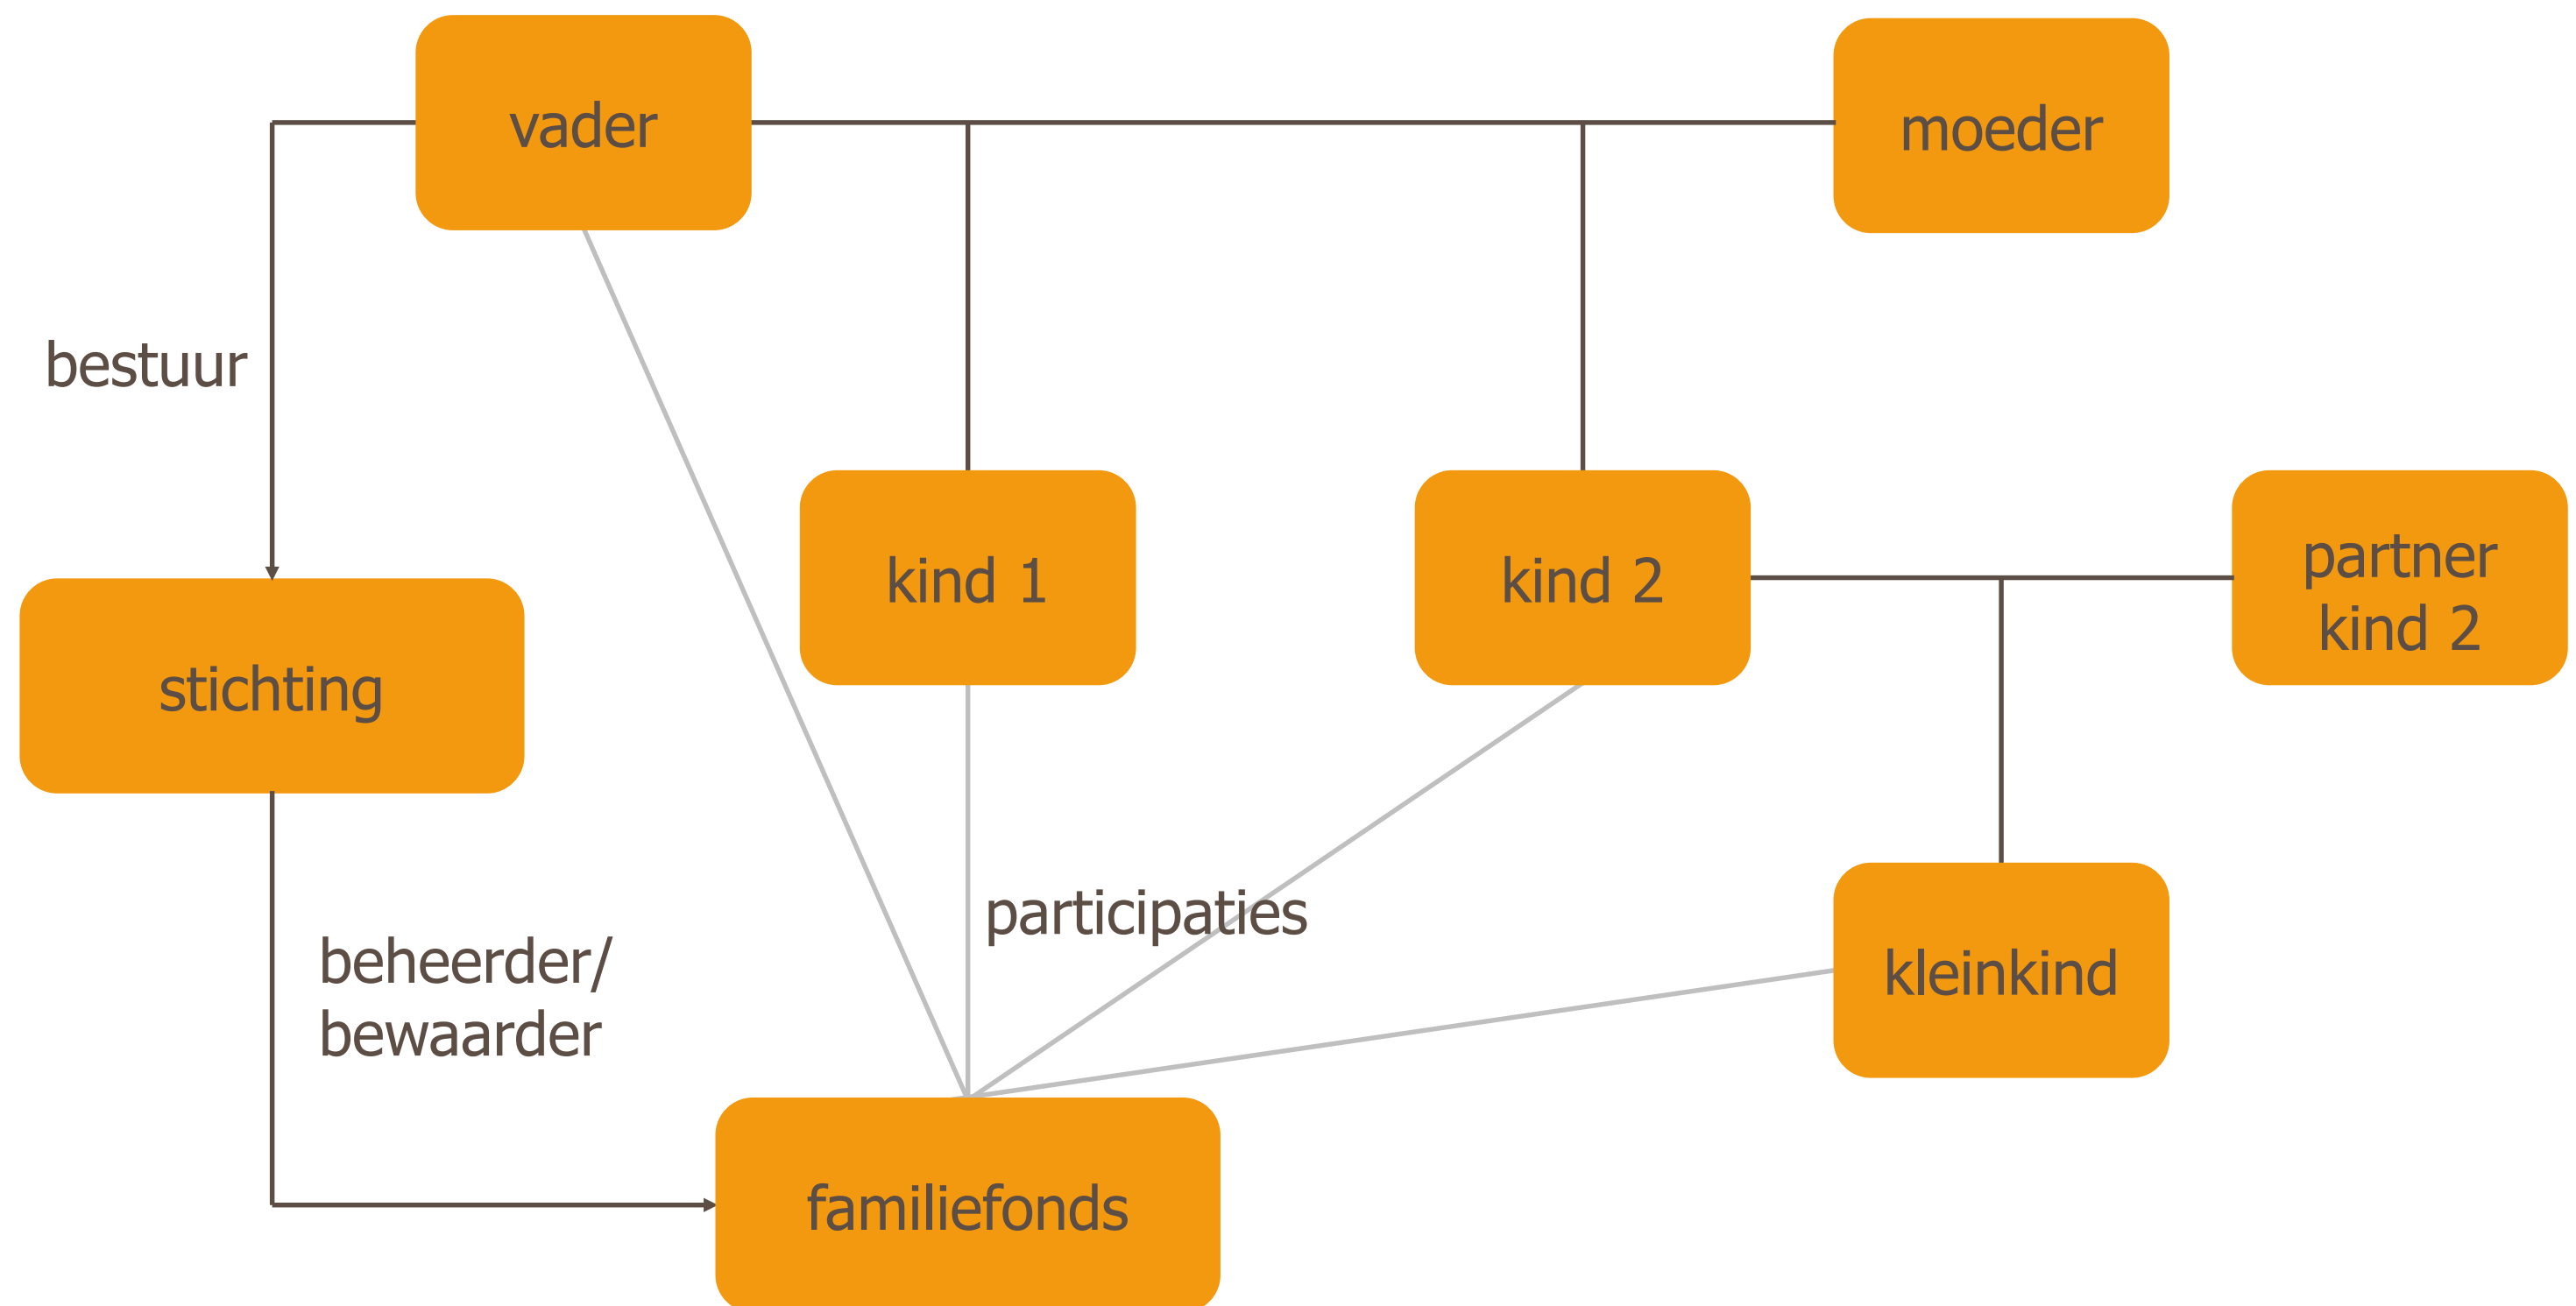 vader
moeder
bestuur
kind 1
kind 2
partner
kind 2
stichting
participaties
beheerder/
bewaarder
kleinkind
familiefonds